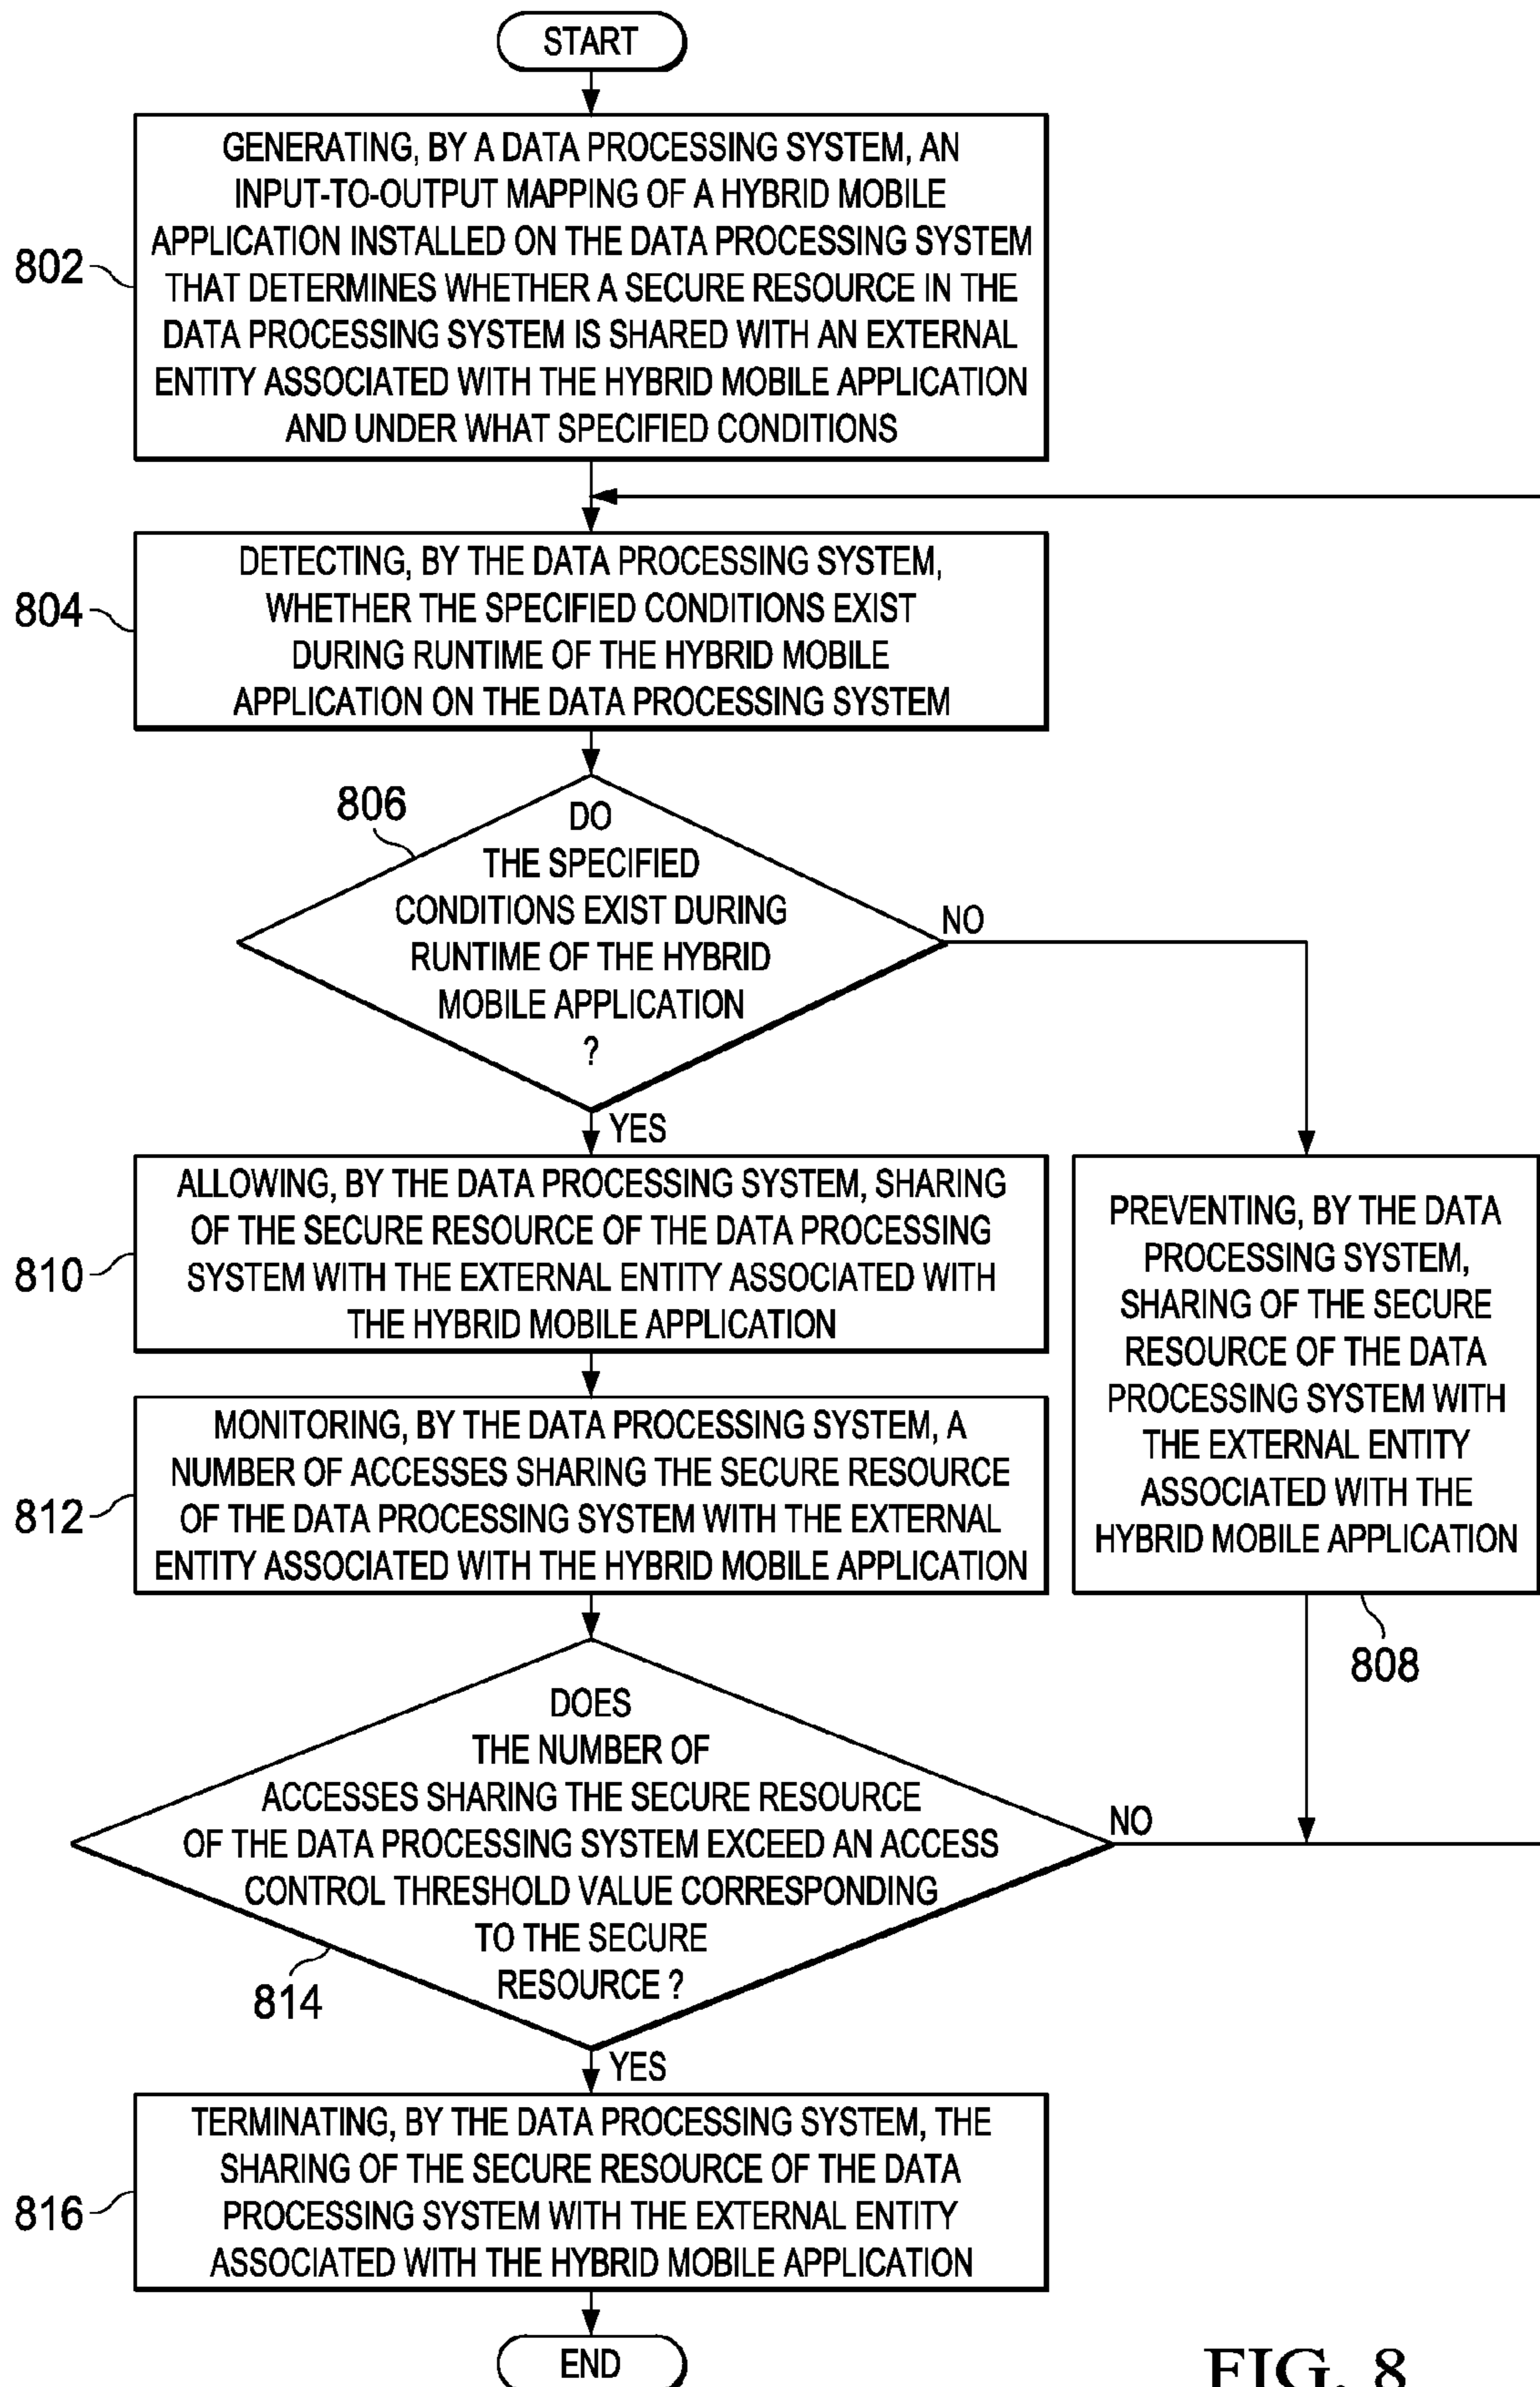 START
GENERATING, BY A DATA PROCESSING SYSTEM, AN
INPUT-TO-OUTPUT MAPPING OF A HYBRID MOBILE
APPLICATION INSTALLED ON THE DATA PROCESSING SYSTEM
THAT DETERMINES WHETHER A SECURE RESOURCE IN THE
DATA PROCESSING SYSTEM IS SHARED WITH AN EXTERNAL
ENTITY ASSOCIATED WITH THE HYBRID MOBILE APPLICATION
AND UNDER WHAT SPECIFIED CONDITIONS
802
DETECTING, BY THE DATA PROCESSING SYSTEM,
WHETHER THE SPECIFIED CONDITIONS EXIST
DURING RUNTIME OF THE HYBRID MOBILE
APPLICATION ON THE DATA PROCESSING SYSTEM
804
806
DO
THE SPECIFIED
CONDITIONS EXIST DURING
RUNTIME OF THE HYBRID
MOBILE APPLICATION
?
NO
YES
ALLOWING, BY THE DATA PROCESSING SYSTEM, SHARING
OF THE SECURE RESOURCE OF THE DATA PROCESSING
SYSTEM WITH THE EXTERNAL ENTITY ASSOCIATED WITH
THE HYBRID MOBILE APPLICATION
810
PREVENTING, BY THE DATA
PROCESSING SYSTEM,
SHARING OF THE SECURE
RESOURCE OF THE DATA
PROCESSING SYSTEM WITH
THE EXTERNAL ENTITY
ASSOCIATED WITH THE
HYBRID MOBILE APPLICATION
808
MONITORING, BY THE DATA PROCESSING SYSTEM, A
NUMBER OF ACCESSES SHARING THE SECURE RESOURCE
OF THE DATA PROCESSING SYSTEM WITH THE EXTERNAL
ENTITY ASSOCIATED WITH THE HYBRID MOBILE APPLICATION
812
DOES
THE NUMBER OF
ACCESSES SHARING THE SECURE RESOURCE
OF THE DATA PROCESSING SYSTEM EXCEED AN ACCESS
CONTROL THRESHOLD VALUE CORRESPONDING
TO THE SECURE
RESOURCE ?
814
NO
YES
TERMINATING, BY THE DATA PROCESSING SYSTEM, THE
SHARING OF THE SECURE RESOURCE OF THE DATA
PROCESSING SYSTEM WITH THE EXTERNAL ENTITY
ASSOCIATED WITH THE HYBRID MOBILE APPLICATION
816
END
FIG. 8